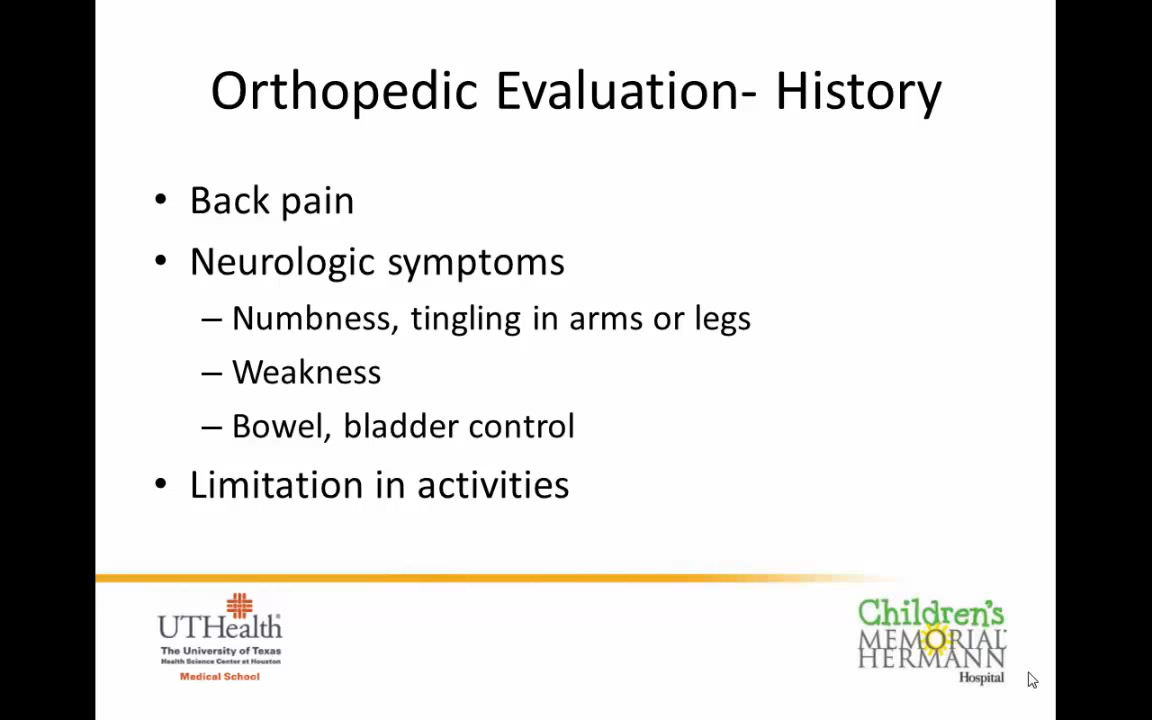 Orthopedic Evaluation- History
• Back pain
• Neurologic symptoms
– Numbness, tingling in arms or legs
– Weakness
– Bowel, bladder control
• Limitation in activities
UTHealth
The University of Texas
Health Science Center at Houston
Medical School
Children's
MEMORIAL
HERMANN
Hospital